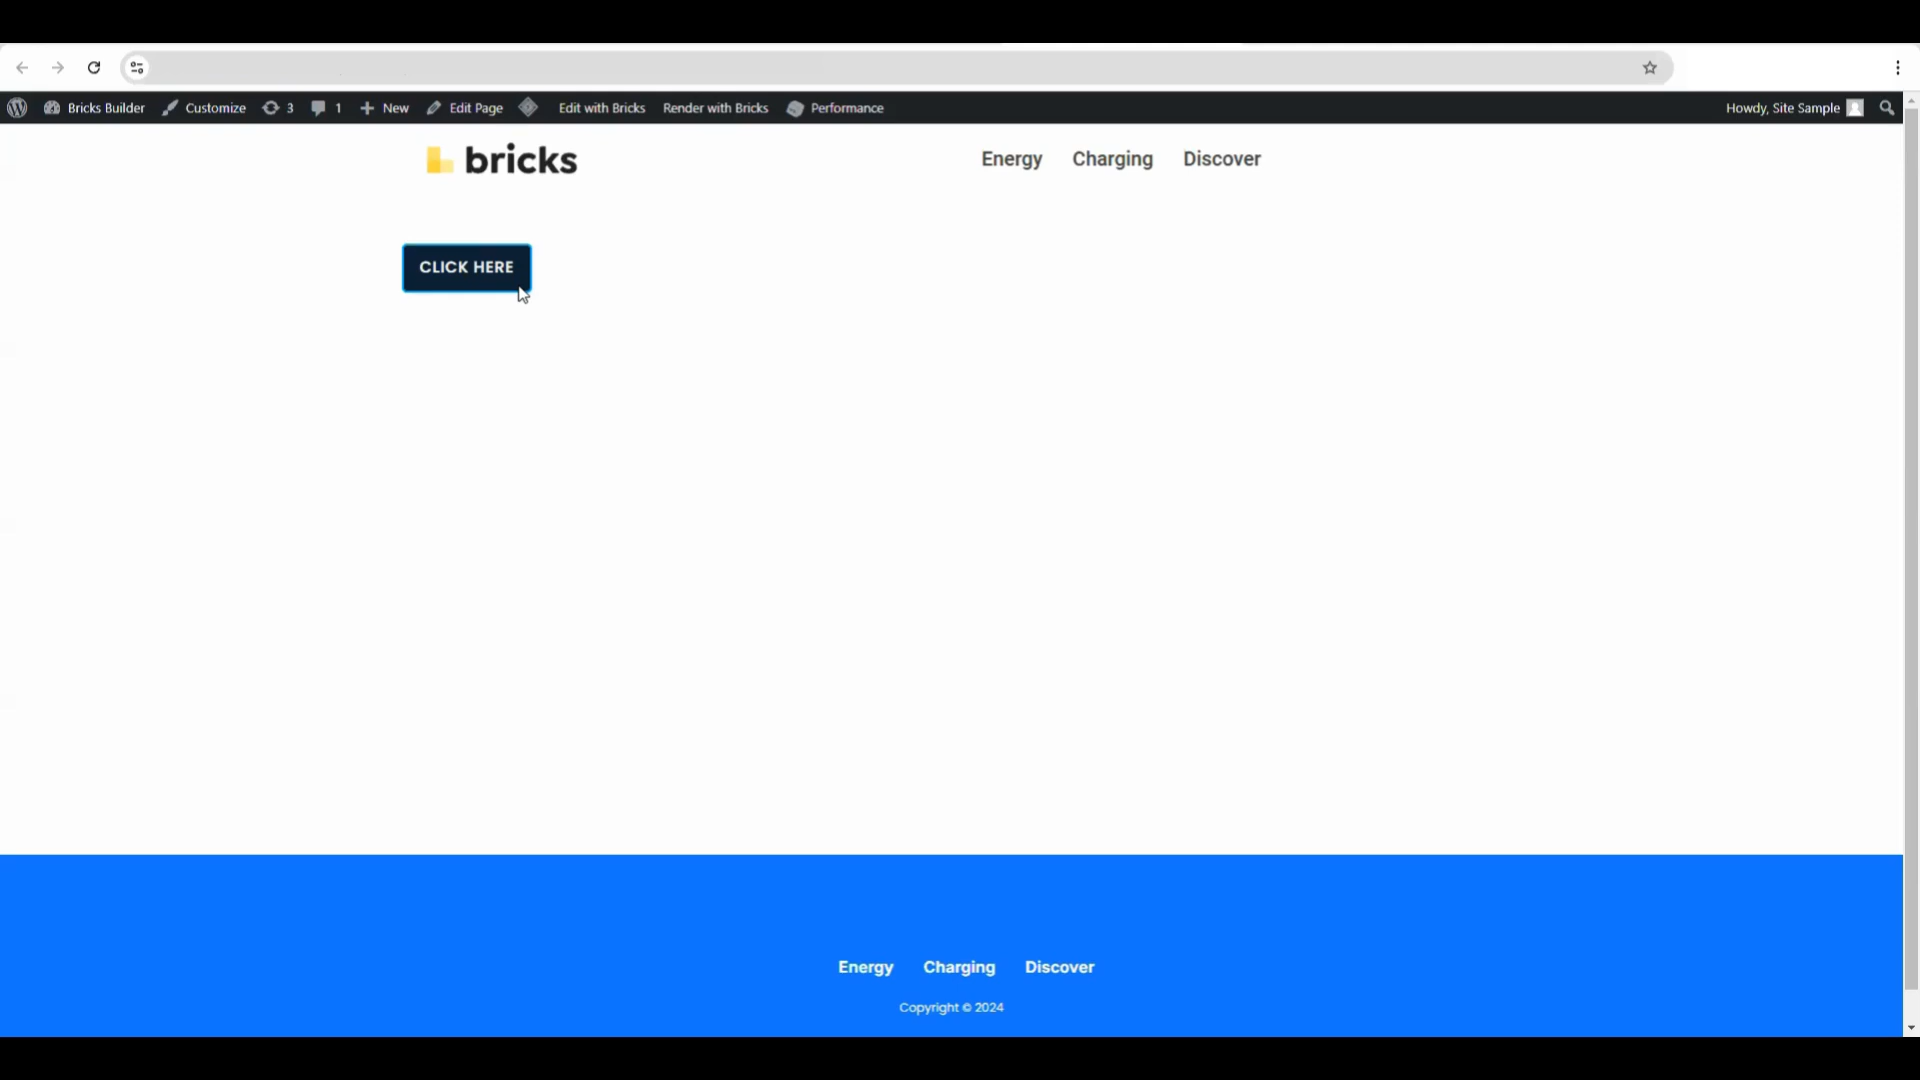 Bricks Builder Customize 3 1 New Edit Page Edit with Bricks Render with Bricks Performance Howdy, Site Sample
bricks Energy Charging Discover
CLICK HERE
Energy Charging Discover
Copyright © 2024